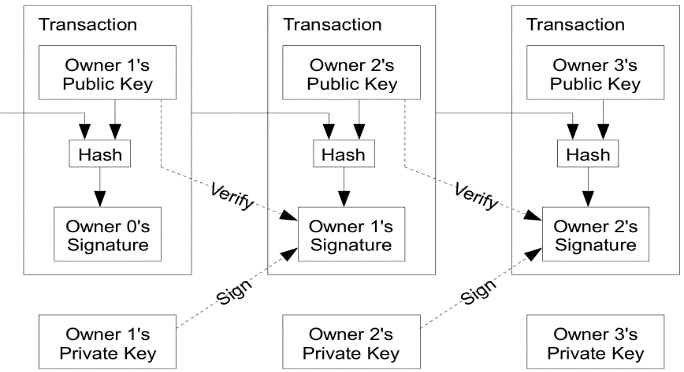 Transaction
Owner 1's
Public Key
Hash
Owner 0's
Signature
Transaction
Owner 2's
Public Key
Hash
Verify
Owner 1's
Signature
Transaction
Owner 3's
Public Key
Hash
Verify
Owner 2's
Signature
Sign
Sign
Owner 1's
Private Key
Owner 2's
Private Key
Owner 3's
Private Key